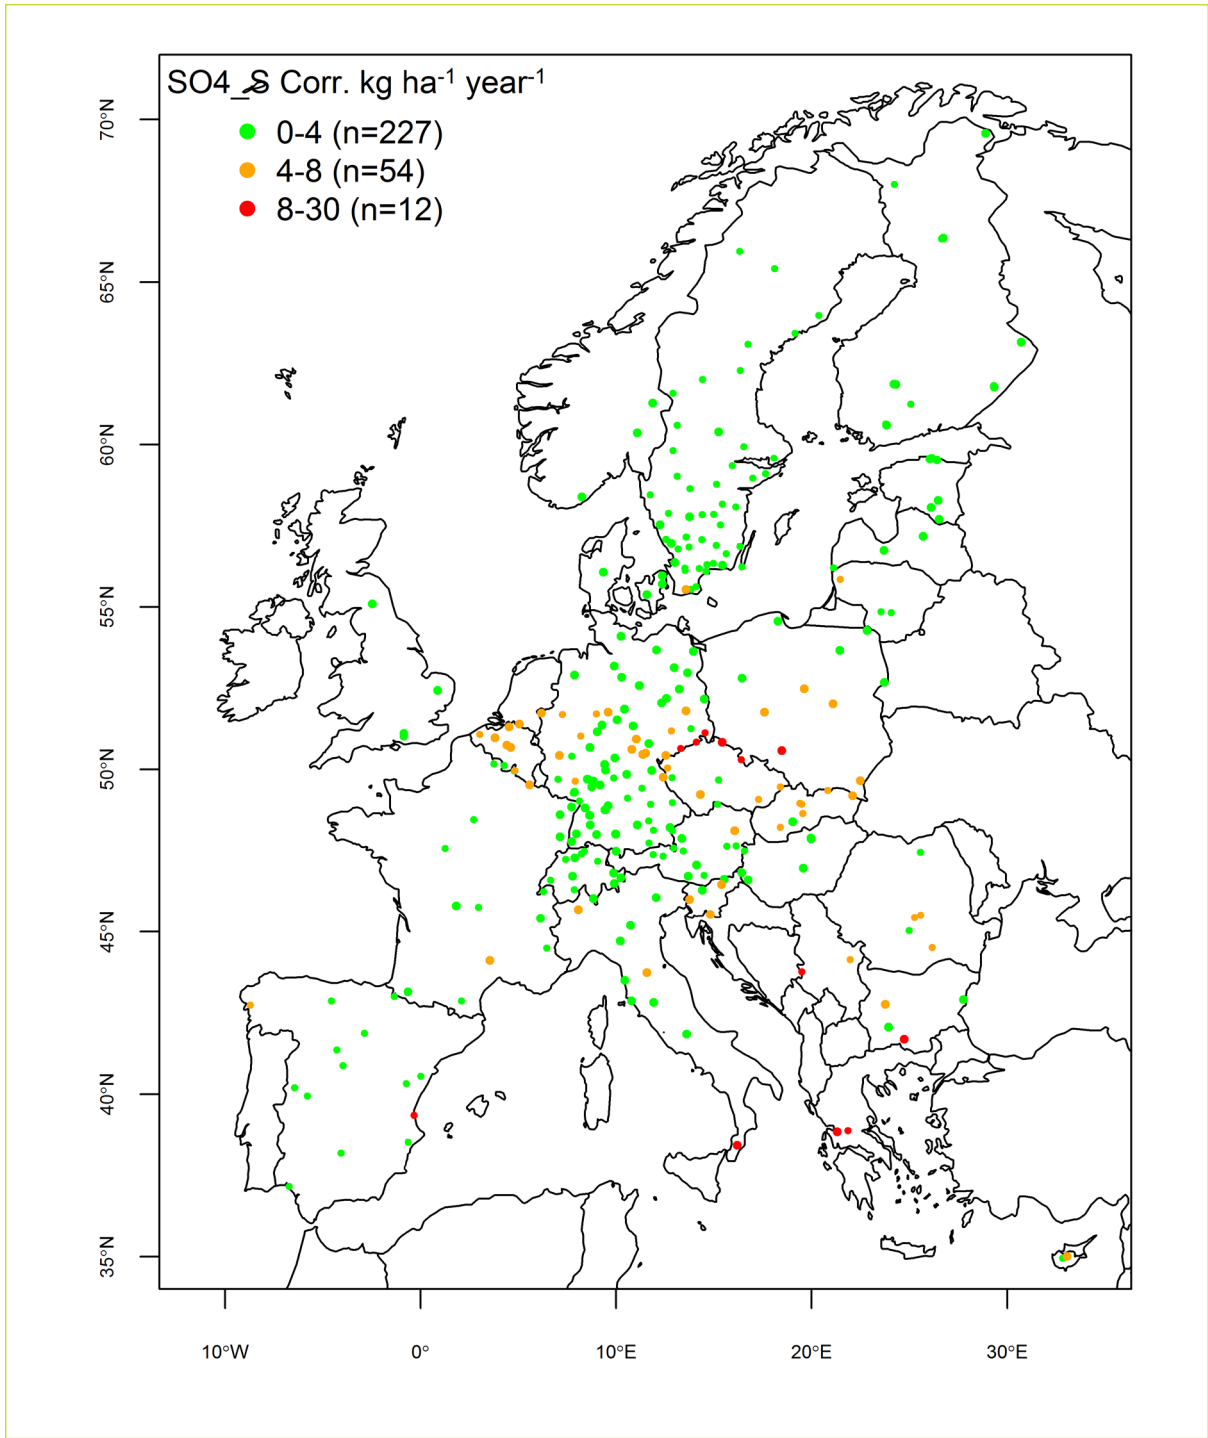 SO4_S Corr. kg ha-1 year-1
0-4 (n=227)
4-8 (n=54)
8-30 (n=12)
70°N
65°N
60°N
55°N
50°N
45°N
40°N
35°N
10°W 0° 10°E 20°E 30°E